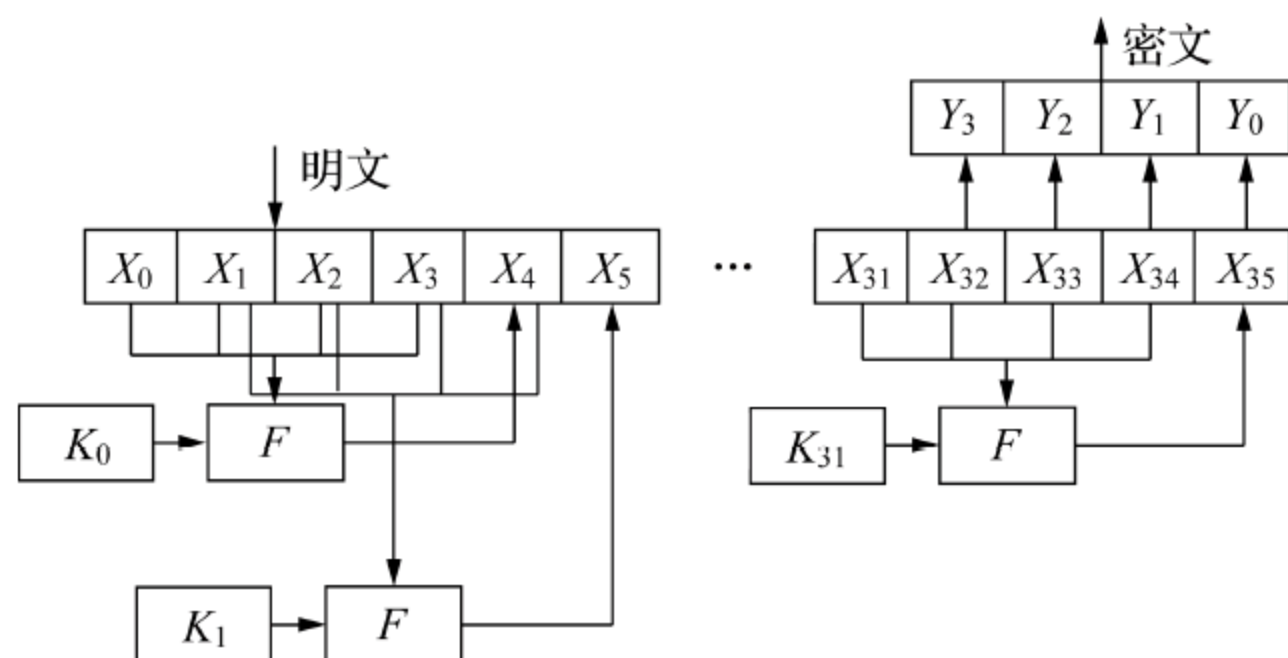 密文
Y₃ Y₂ Y₁ Y₀
明文
X₀ X₁ X₂ X₃ X₄ X₅ ... X₃₁ X₃₂ X₃₃ X₃₄ X₃₅
K₀ F K₃₁ F
K₁ F